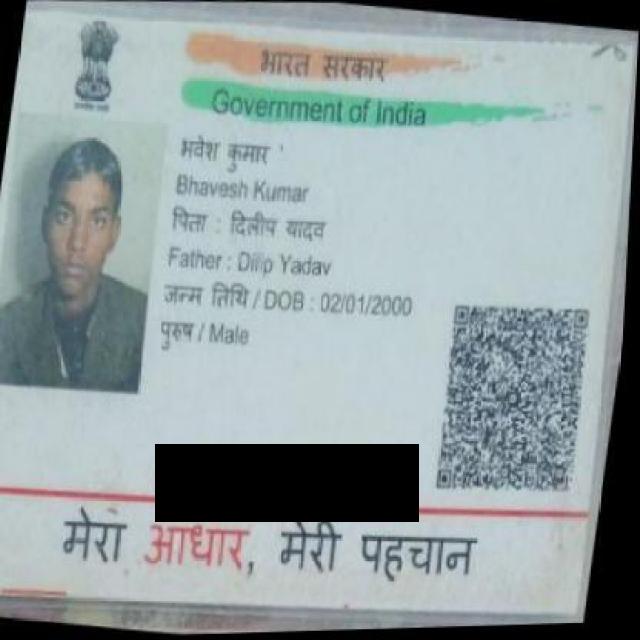 भारत सरकार
Government of India
भवेश कुमार
Bhavesh Kumar
पिता : दिलीप यादव
Father : Dilip Yadav
जन्म तिथि / DOB : 02/01/2000
पुरुष / Male
मेरा आधार, मेरी पहचान